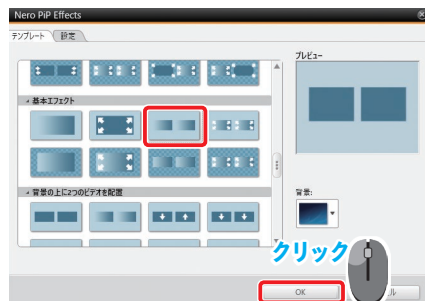 Nero PiP Effects
テンプレート 設定
プレビュー
基本エフェクト
背景の上に2つのビデオを配置
背景:
クリック
OK
ル